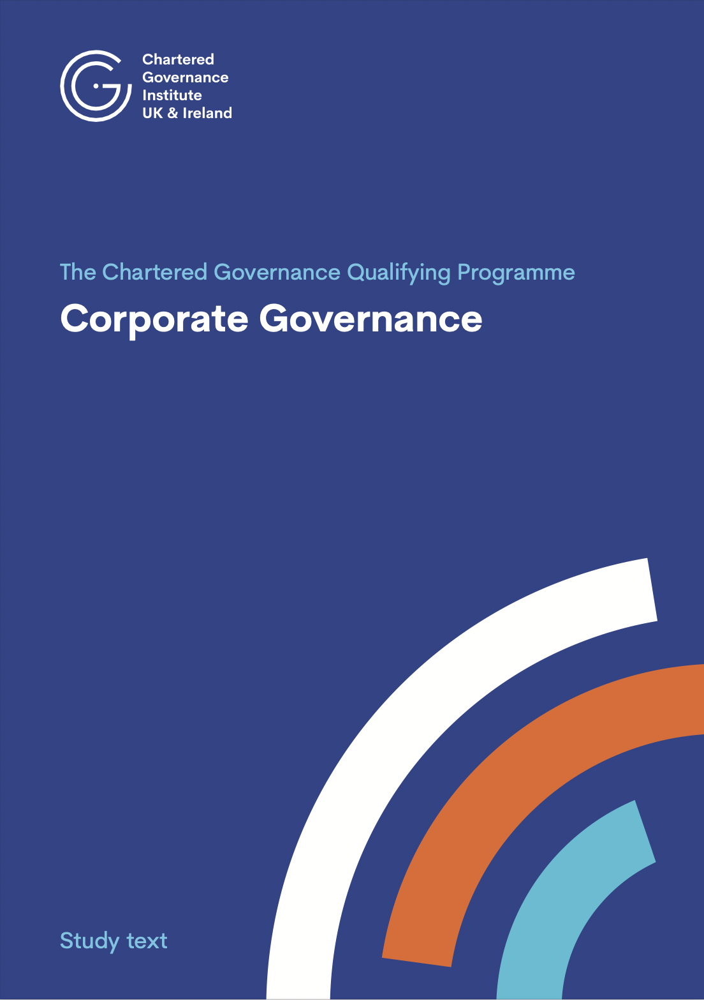 Chartered
Governance
Institute
UK & Ireland
The Chartered Governance Qualifying Programme
Corporate Governance
Study text